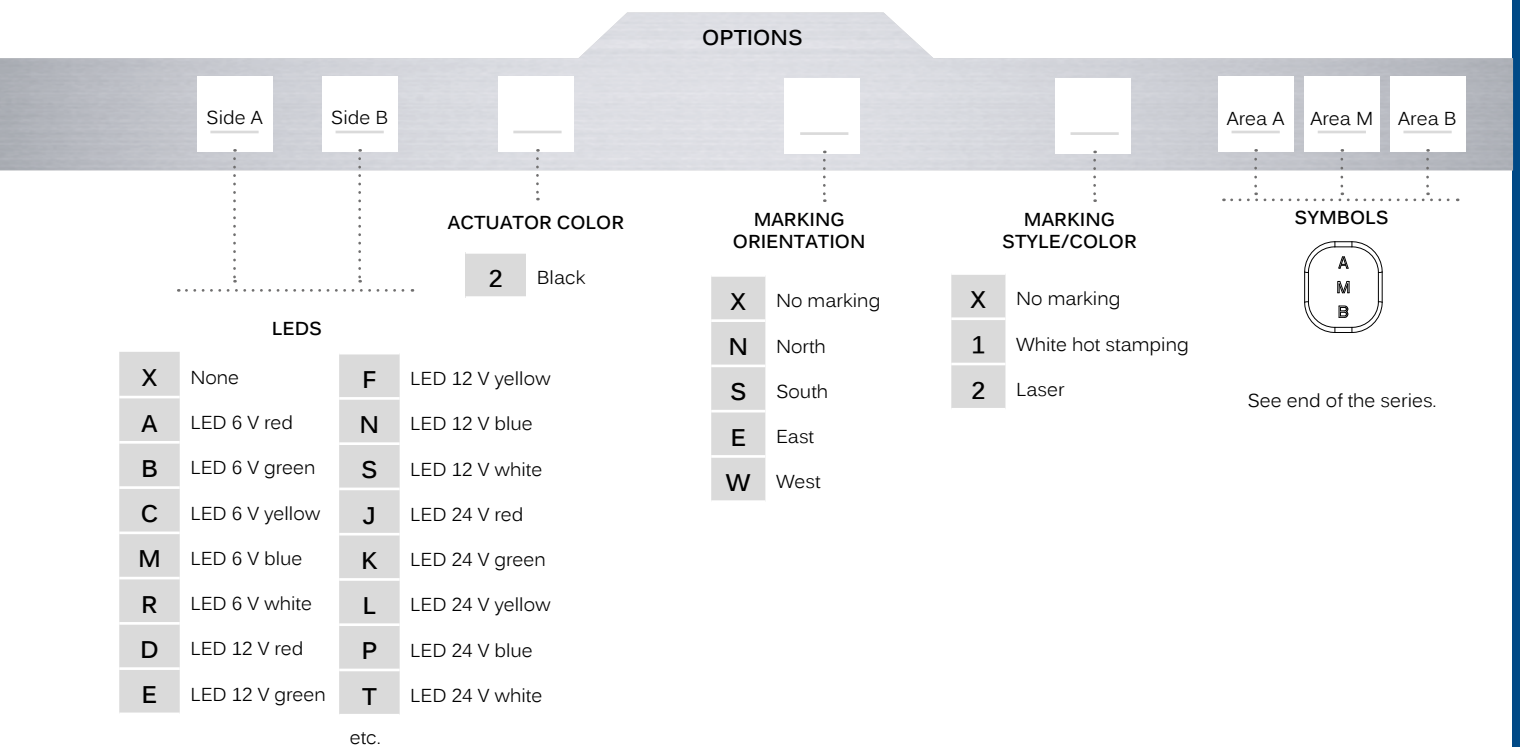 OPTIONS
Side A
Side B
Area A
Area M
Area B
ACTUATOR COLOR
2 Black
MARKING
ORIENTATION
X No marking
N North
S South
E East
W West
MARKING
STYLE/COLOR
X No marking
1 White hot stamping
2 Laser
SYMBOLS
A
M
B
See end of the series.
LEDS
X None
A LED 6 V red
B LED 6 V green
C LED 6 V yellow
M LED 6 V blue
R LED 6 V white
D LED 12 V red
E LED 12 V green
F LED 12 V yellow
N LED 12 V blue
S LED 12 V white
J LED 24 V red
K LED 24 V green
L LED 24 V yellow
P LED 24 V blue
T LED 24 V white
etc.